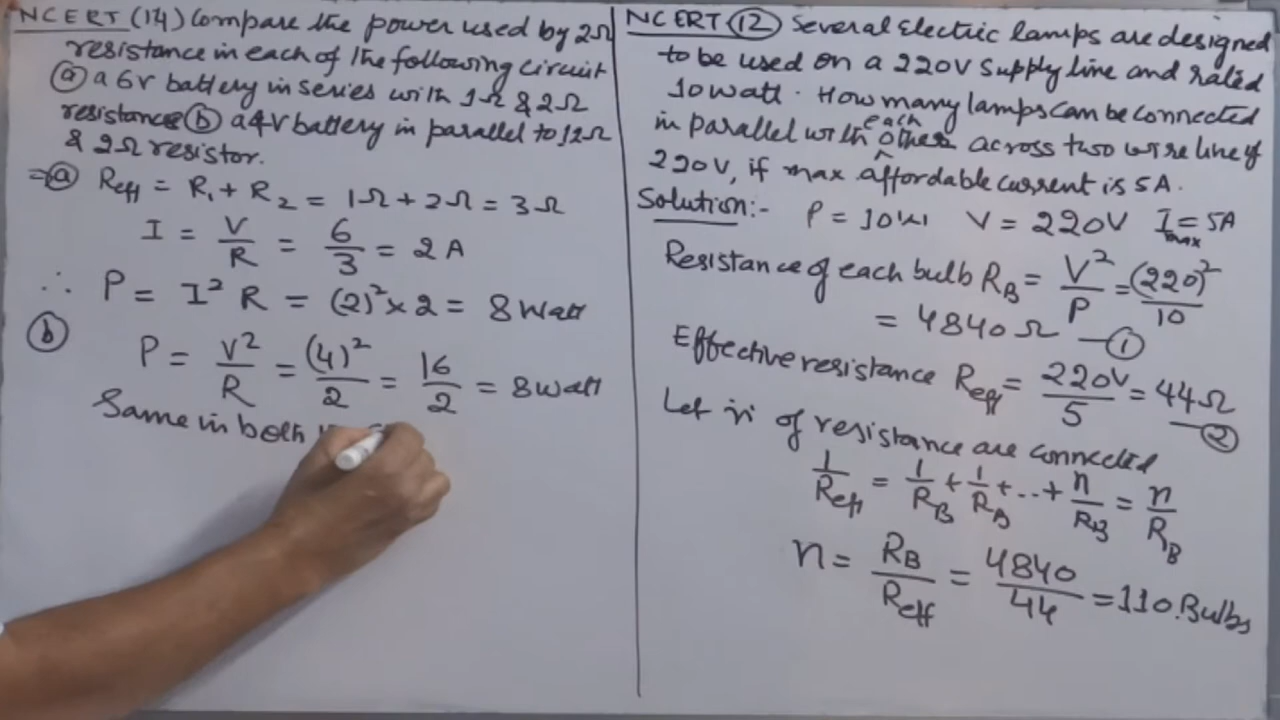 NCERT (14) Compare the power used by 2Ω
resistance in each of the following circuit
(a) a 6V battery in series with 1Ω & 2Ω
resistances (b) a 4V battery in parallel to 12Ω
& 2Ω resistor.
⇒ (a) Reff = R1 + R2 = 1Ω + 2Ω = 3Ω
I = V/R = 6/3 = 2 A
∴ P = I² R = (2)² × 2 = 8 Watt
(b)
P = V²/R = (4)²/2 = 16/2 = 8 watt
Same in both
NCERT (12) Several Electric lamps are designed
to be used on a 220V supply line and rated
10 watt. How many lamps can be connected
in parallel with each other across two wire line of
220V, if max affordable current is 5A.
Solution:- P = 10W V = 220V Imax = 5A
Resistance of each bulb RB = V²/P = (220)²/10
= 4840 Ω — (1)
Effective resistance Reff = 220V/5 = 44Ω
— (2)
Let 'n' of resistance are connected
1/Reff = 1/RB + 1/RB + .. + n/RB = n/RB
n = RB/Reff = 4840/44 = 110. Bulbs